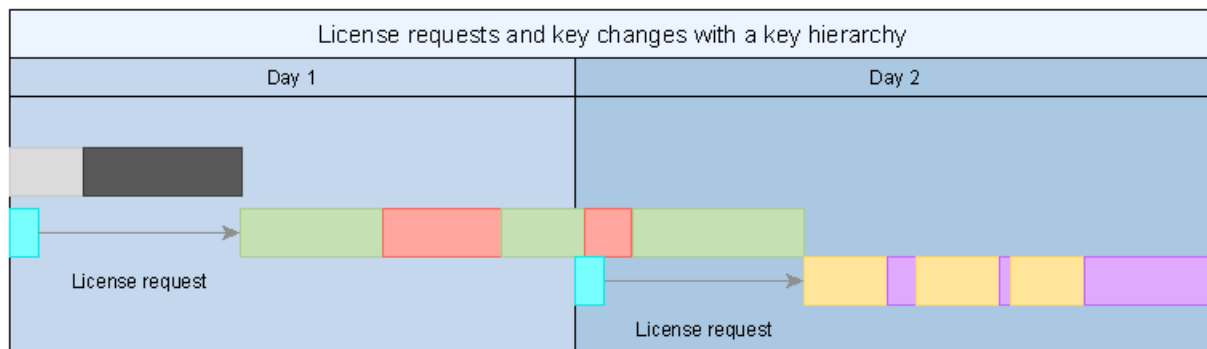 License requests and key changes with a key hierarchy
Day 1
Day 2
License request
License request